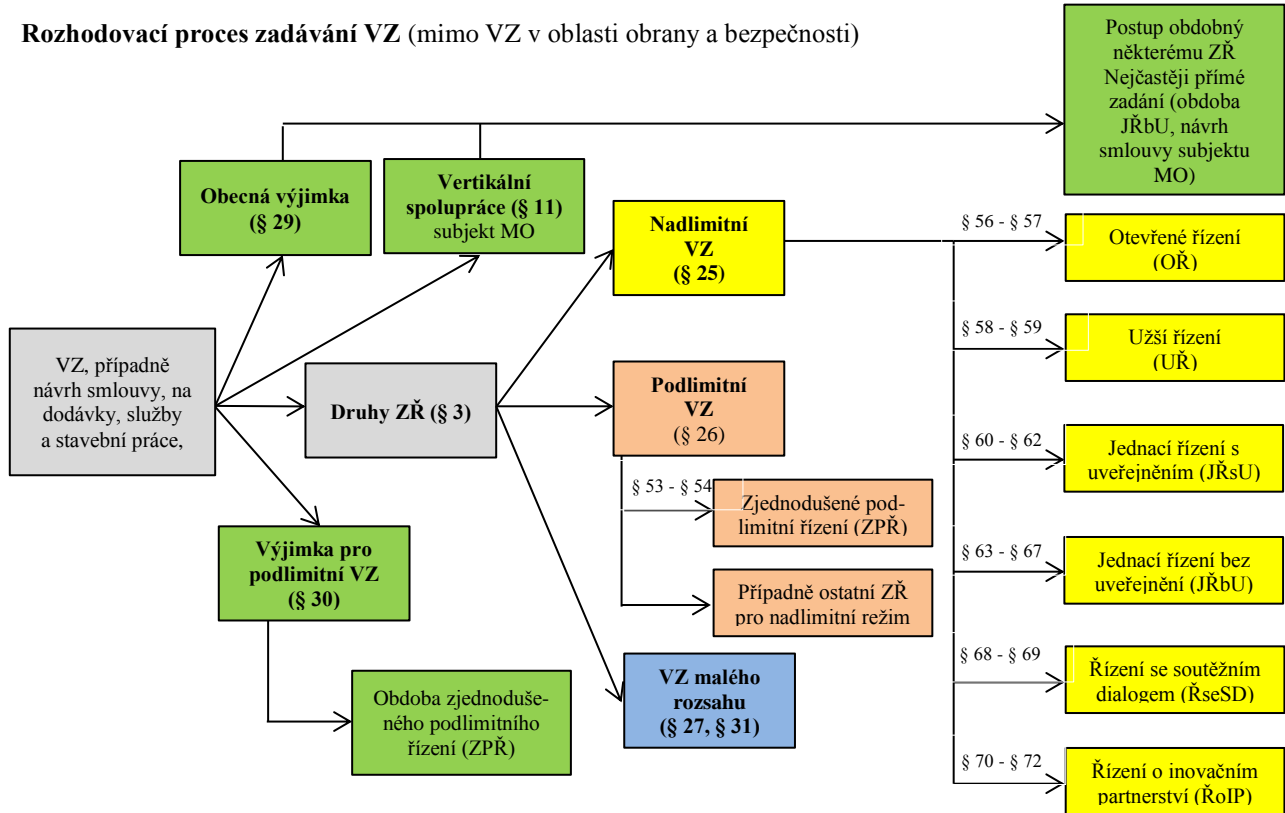 Rozhodovací proces zadávání VZ (mimo VZ v oblasti obrany a bezpečnosti)
Postup obdobný
některému ZŘ
Nejčastěji přímé
zadání (obdoba
JŘbU, návrh
smlouvy subjektu
MO)
Obecná výjimka
(§ 29)
Vertikální
spolupráce (§ 11)
subjekt MO
Nadlimitní
VZ
(§ 25)
§ 56 - § 57
Otevřené řízení
(OŘ)
§ 58 - § 59
Užší řízení
(UŘ)
VZ, případně
návrh smlouvy, na
dodávky, služby
a stavební práce,
Druhy ZŘ (§ 3)
Podlimitní
VZ
(§ 26)
§ 60 - § 62
Jednací řízení s
uveřejněním (JŘsU)
§ 53 - § 54
Zjednodušené pod-
limitní řízení (ZPŘ)
Výjimka pro
podlimitní VZ
(§ 30)
§ 63 - § 67
Jednací řízení bez
uveřejnění (JŘbU)
Případně ostatní ZŘ
pro nadlimitní režim
VZ malého
rozsahu
(§ 27, § 31)
§ 68 - § 69
Řízení se soutěžním
dialogem (ŘseSD)
Obdoba zjednoduše-
ného podlimitního
řízení (ZPŘ)
§ 70 - § 72
Řízení o inovačním
partnerství (ŘoIP)